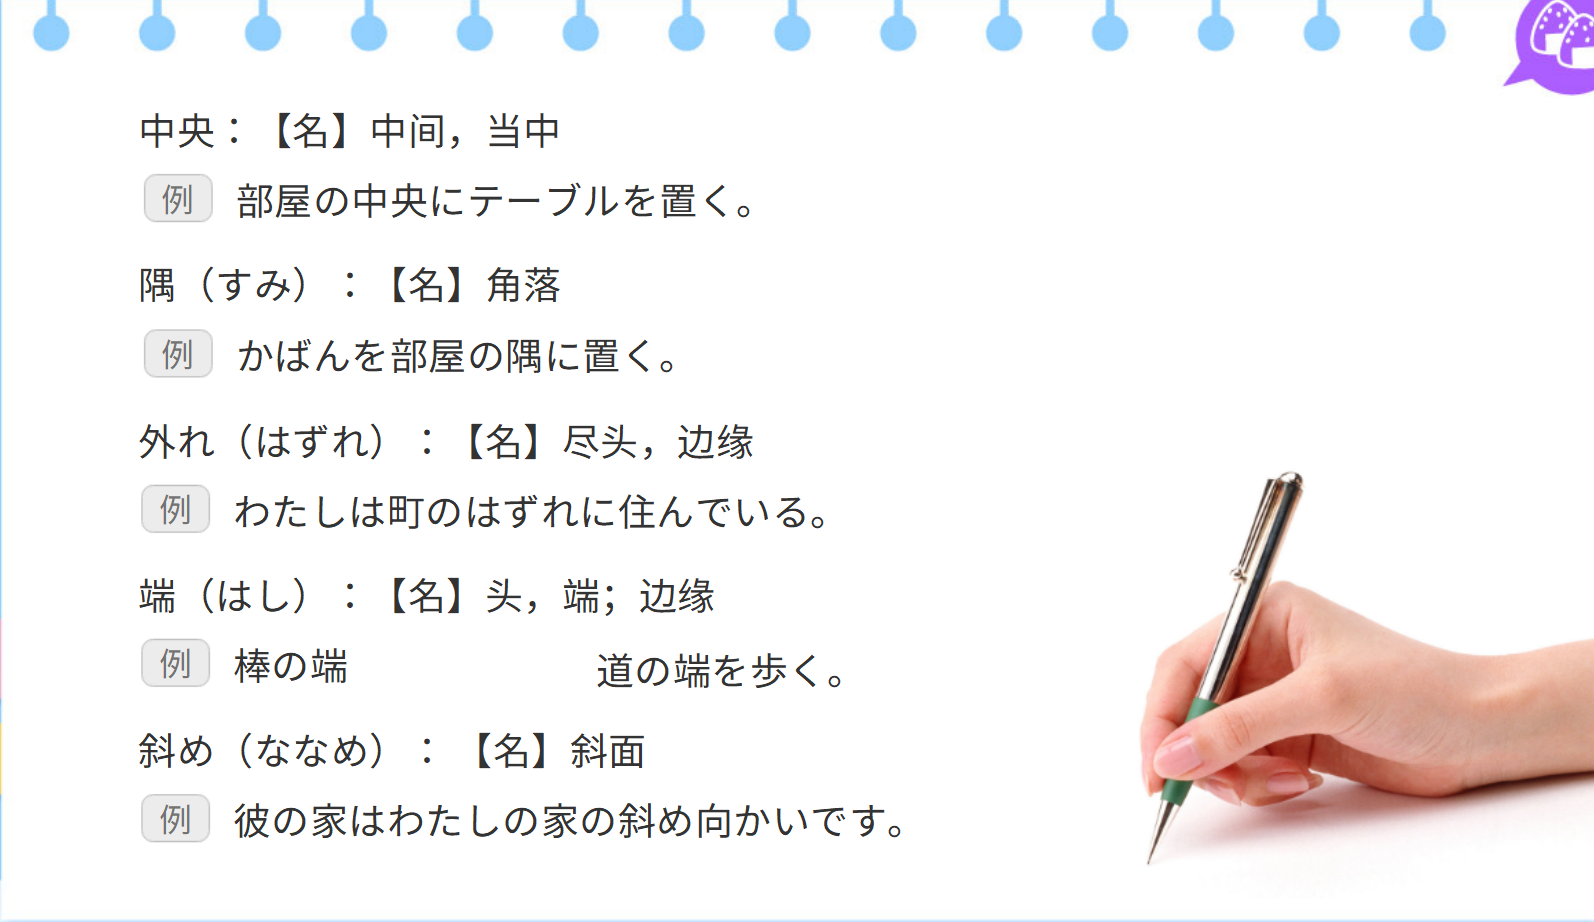 中央：【名】中间，当中
例 部屋の中央にテーブルを置く。
隅（すみ）：【名】角落
例 かばんを部屋の隅に置く。
外れ（はずれ）：【名】尽头，边缘
例 わたしは町のはずれに住んでいる。
端（はし）：【名】头，端；边缘
例 棒の端 道の端を歩く。
斜め（ななめ）：【名】斜面
例 彼の家はわたしの家の斜め向かいです。